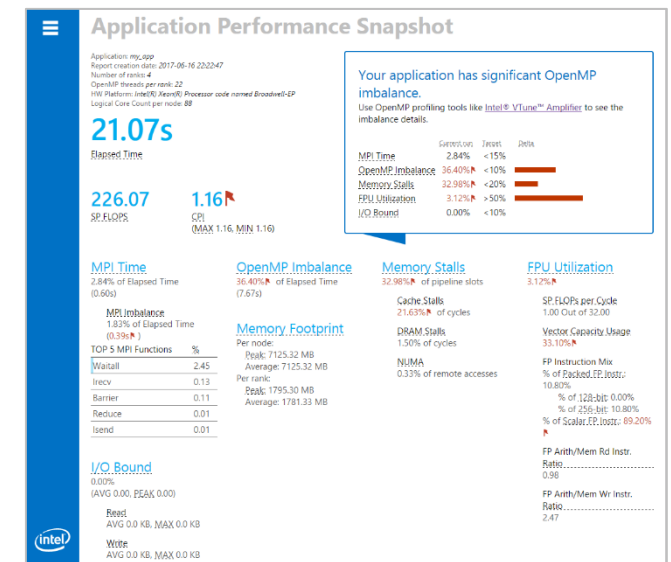 Application Performance Snapshot
Application: my_app
Report creation date: 2017-06-16 22:22:47
Number of ranks: 4
OpenMP threads per rank: 22
HW Platform: Intel(R) Xeon(R) Processor code named Broadwell-EP
Logical Core Count per node: 88
21.07s
Elapsed Time
226.07
SP FLOPS
1.16
CPI
(MAX 1.16, MIN 1.16)
Your application has significant OpenMP
imbalance.
Use OpenMP profiling tools like Intel® VTune™ Amplifier to see the
imbalance details.
Current run Target Delta
MPI Time 2.84% <15%
OpenMP Imbalance 36.40% <10%
Memory Stalls 32.98% <20%
FPU Utilization 3.12% >50%
I/O Bound 0.00% <10%
MPI Time
2.84% of Elapsed Time
(0.60s)
MPI Imbalance
1.83% of Elapsed Time
(0.39s )
TOP 5 MPI Functions %
Waitall 2.45
Irecv 0.13
Barrier 0.11
Reduce 0.01
Isend 0.01
I/O Bound
0.00%
(AVG 0.00, PEAK 0.00)
Read
AVG 0.0 KB, MAX 0.0 KB
Write
AVG 0.0 KB, MAX 0.0 KB
OpenMP Imbalance
36.40% of Elapsed Time
(7.67s)
Memory Footprint
Per node:
Peak: 7125.32 MB
Average: 7125.32 MB
Per rank:
Peak: 1795.30 MB
Average: 1781.33 MB
Memory Stalls
32.98% of pipeline slots
Cache Stalls
21.63% of cycles
DRAM Stalls
1.50% of cycles
NUMA
0.33% of remote accesses
FPU Utilization
3.12%
SP FLOPs per Cycle
1.00 Out of 32.00
Vector Capacity Usage
33.10%
FP Instruction Mix
% of Packed FP Instr.:
10.80%
% of 128-bit: 0.00%
% of 256-bit: 10.80%
% of Scalar FP Instr.: 89.20%
FP Arith/Mem Rd Instr.
Ratio
0.98
FP Arith/Mem Wr Instr.
Ratio
2.47
intel